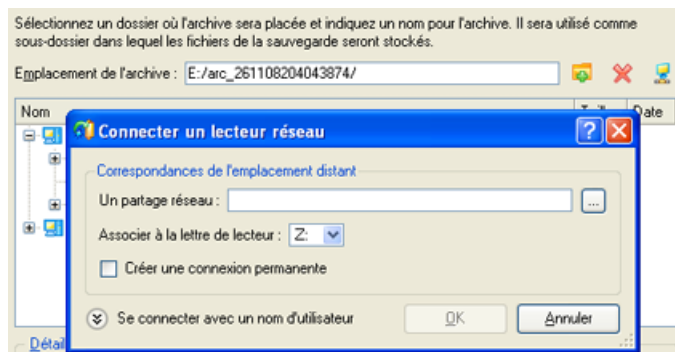 Sélectionnez un dossier où l'archive sera placée et indiquez un nom pour l'archive. Il sera utilisé comme
sous-dossier dans lequel les fichiers de la sauvegarde seront stockés.
Emplacement de l'archive : E:/arc_261108204043874/
Nom Date
Connecter un lecteur réseau
Correspondances de l'emplacement distant
Un partage réseau : ...
Associer à la lettre de lecteur : Z:
Créer une connexion permanente
Se connecter avec un nom d'utilisateur OK Annuler
Détail